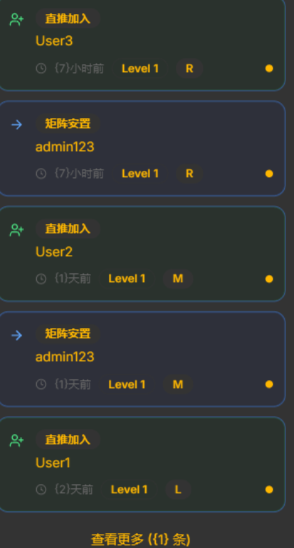 直推加入
User3
(7)小时前 Level 1 R
矩阵安置
admin123
(7)小时前 Level 1 R
直推加入
User2
(1)天前 Level 1 M
矩阵安置
admin123
(1)天前 Level 1 M
直推加入
User1
(2)天前 Level 1 L
查看更多 ({1} 条)